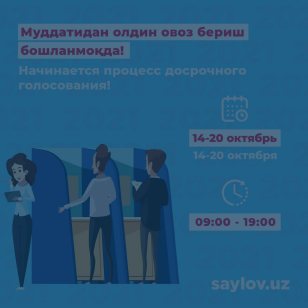 Муддатидан олдин овоз бериш
бошланмоқда!
Начинается процесс досрочного
голосования!
14-20 октябрь
14-20 октября
09:00 - 19:00
saylov.uz